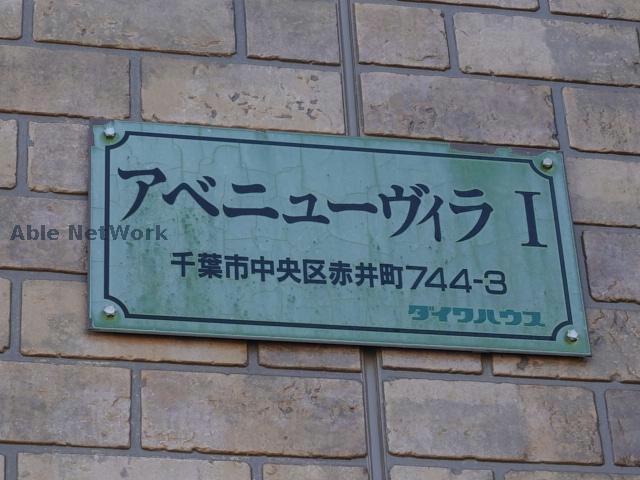 アベニューヴィラ I
千葉市中央区赤井町744-3
ダイワハウス
Able NetWork